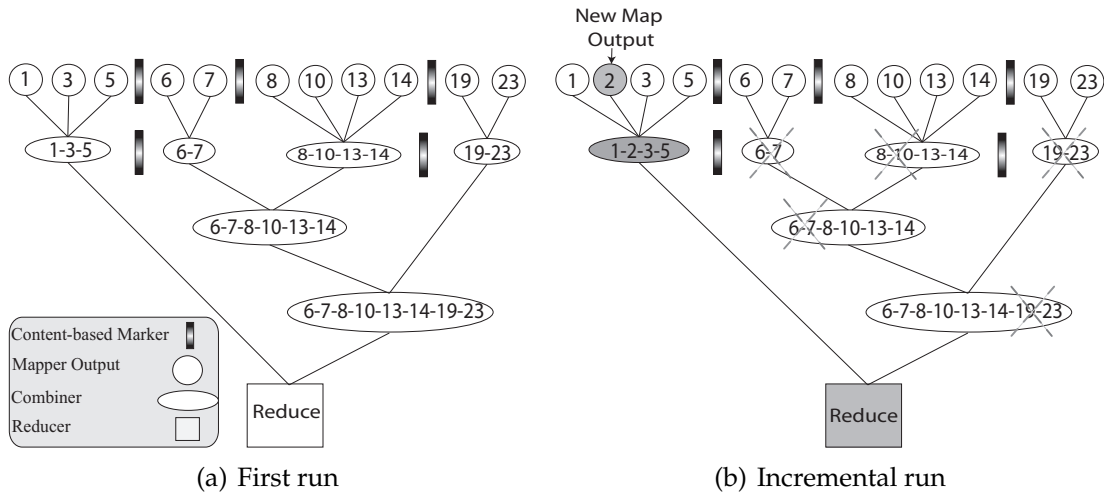 1 3 5 6 7 8 10 13 14 19 23
1-3-5 6-7 8-10-13-14 19-23
6-7-8-10-13-14
6-7-8-10-13-14-19-23
Reduce
Content-based Marker
Mapper Output
Combiner
Reducer
(a) First run
New Map
Output
1 2 3 5 6 7 8 10 13 14 19 23
1-2-3-5 6-7 8-10-13-14 19-23
6-7-8-10-13-14
6-7-8-10-13-14-19-23
Reduce
(b) Incremental run